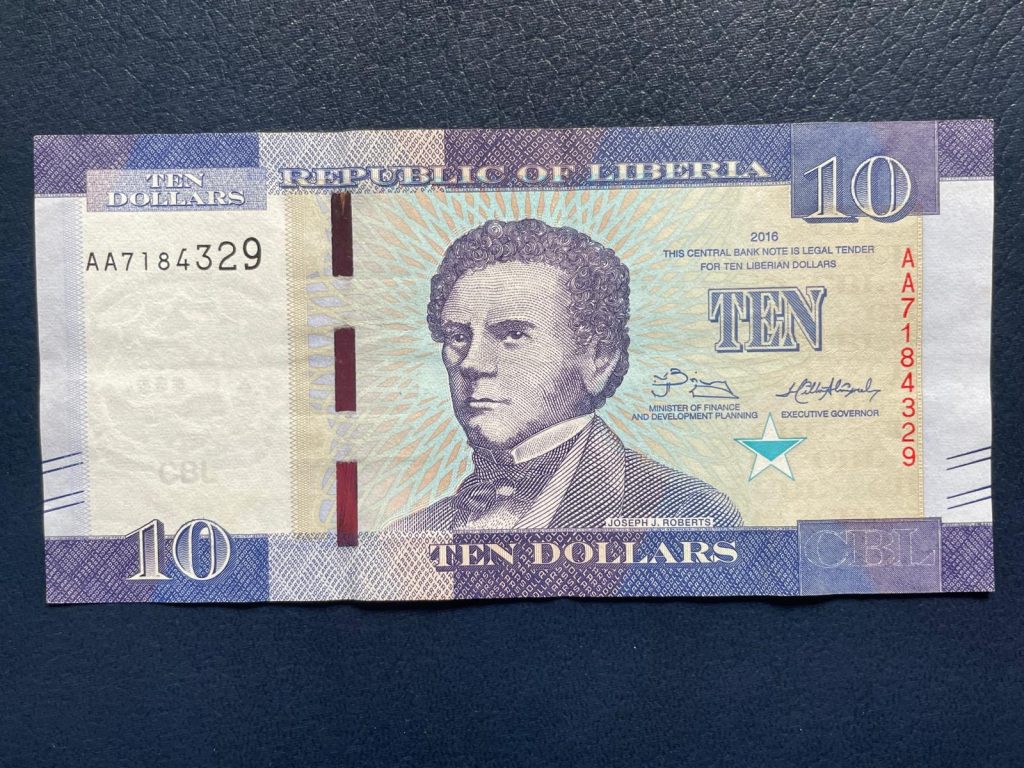 REPUBLIC OF LIBERIA
TEN
DOLLARS
10
AA7184329
2016
THIS CENTRAL BANK NOTE IS LEGAL TENDER
FOR TEN LIBERIAN DOLLARS
TEN
AA7184329
MINISTER OF FINANCE
AND DEVELOPMENT PLANNING
EXECUTIVE GOVERNOR
CBL
JOSEPH J. ROBERTS
10
TEN DOLLARS
CBL